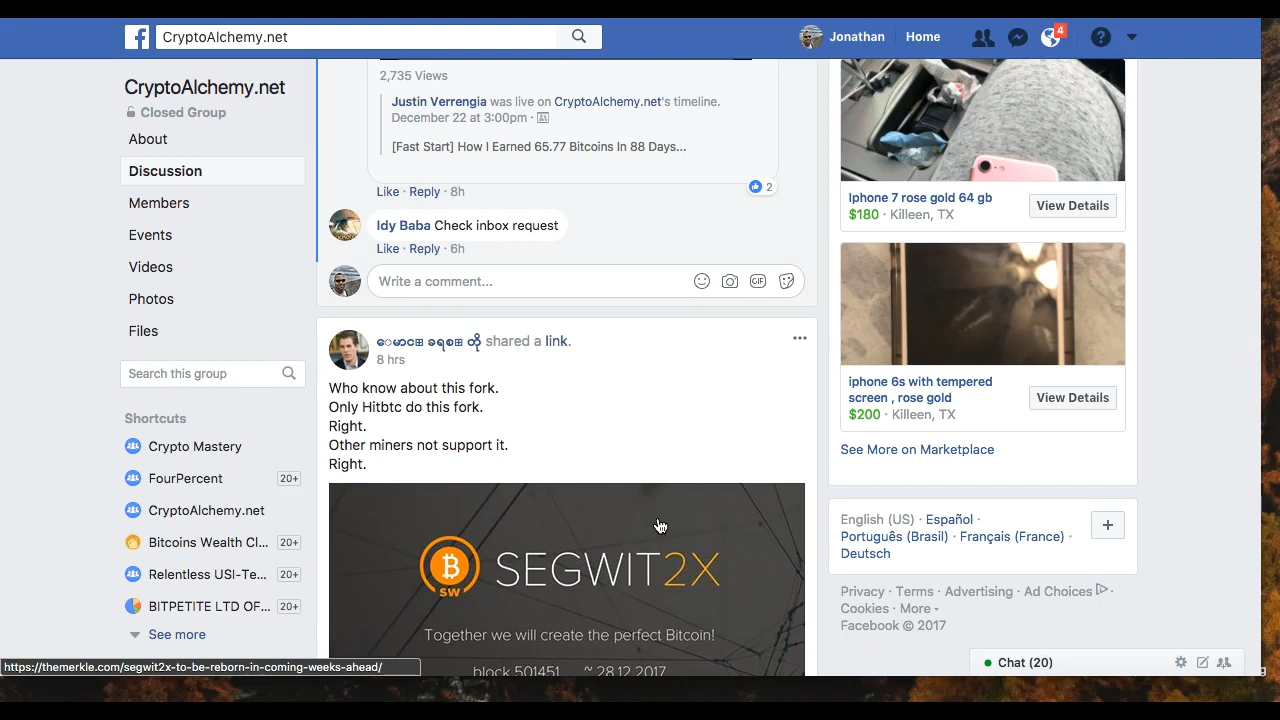 CryptoAlchemy.net
Jonathan
Home
4
CryptoAlchemy.net
Closed Group
About
Discussion
Members
Events
Videos
Photos
Files
Search this group
Shortcuts
Crypto Mastery
FourPercent 20+
CryptoAlchemy.net
Bitcoins Wealth Cl... 20+
Relentless USI-Te... 20+
BITPETITE LTD OF... 20+
See more
https://themerkle.com/segwit2x-to-be-reborn-in-coming-weeks-ahead/
2,735 Views
Justin Verrengia was live on CryptoAlchemy.net's timeline.
December 22 at 3:00pm ·
[Fast Start] How I Earned 65.77 Bitcoins In 88 Days...
Like · Reply · 8h
2
Idy Baba Check inbox request
Like · Reply · 6h
Write a comment...
GIF
shared a link.
8 hrs
Who know about this fork.
Only Hitbtc do this fork.
Right.
Other miners not support it.
Right.
SW
SEGWIT2X
Together we will create the perfect Bitcoin!
block 501451 ~ 28.12.2017
Iphone 7 rose gold 64 gb
$180 · Killeen, TX
View Details
iphone 6s with tempered
screen , rose gold
$200 · Killeen, TX
View Details
See More on Marketplace
English (US) · Español ·
Português (Brasil) · Français (France) ·
Deutsch
Privacy · Terms · Advertising · Ad Choices ·
Cookies · More
Facebook © 2017
Chat (20)